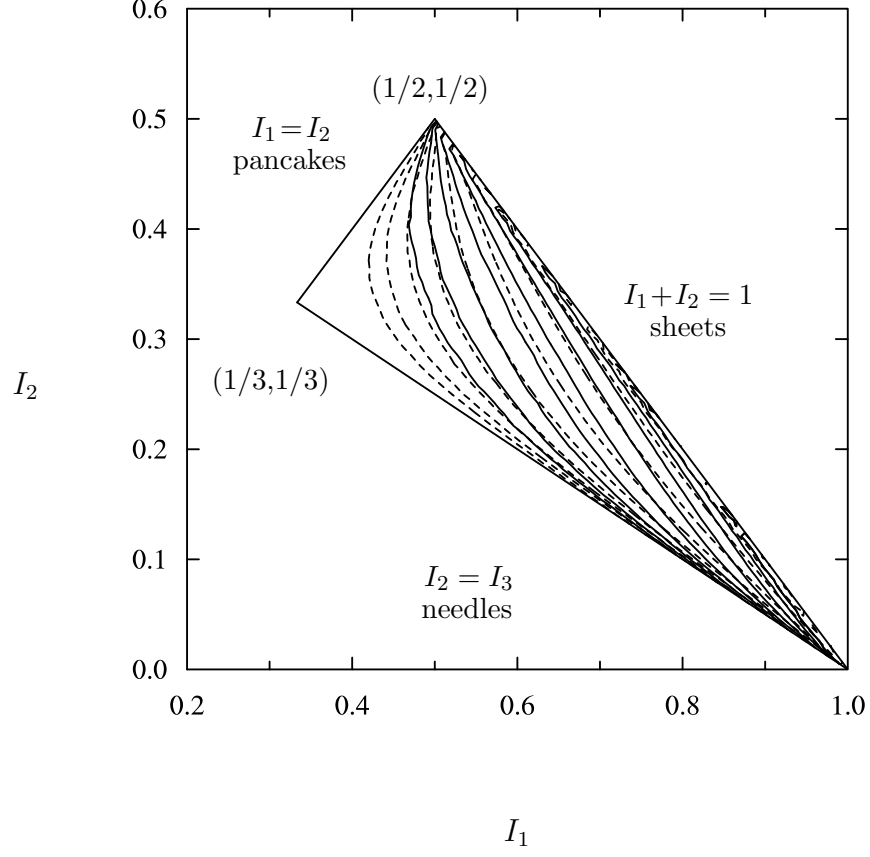 0.6
(1/2,1/2)
0.5
I₁ = I₂
pancakes
0.4
I₁+I₂ = 1
sheets
0.3
(1/3,1/3)
I₂
0.2
0.1
I₂ = I₃
needles
0.0
0.2 0.4 0.6 0.8 1.0
I₁